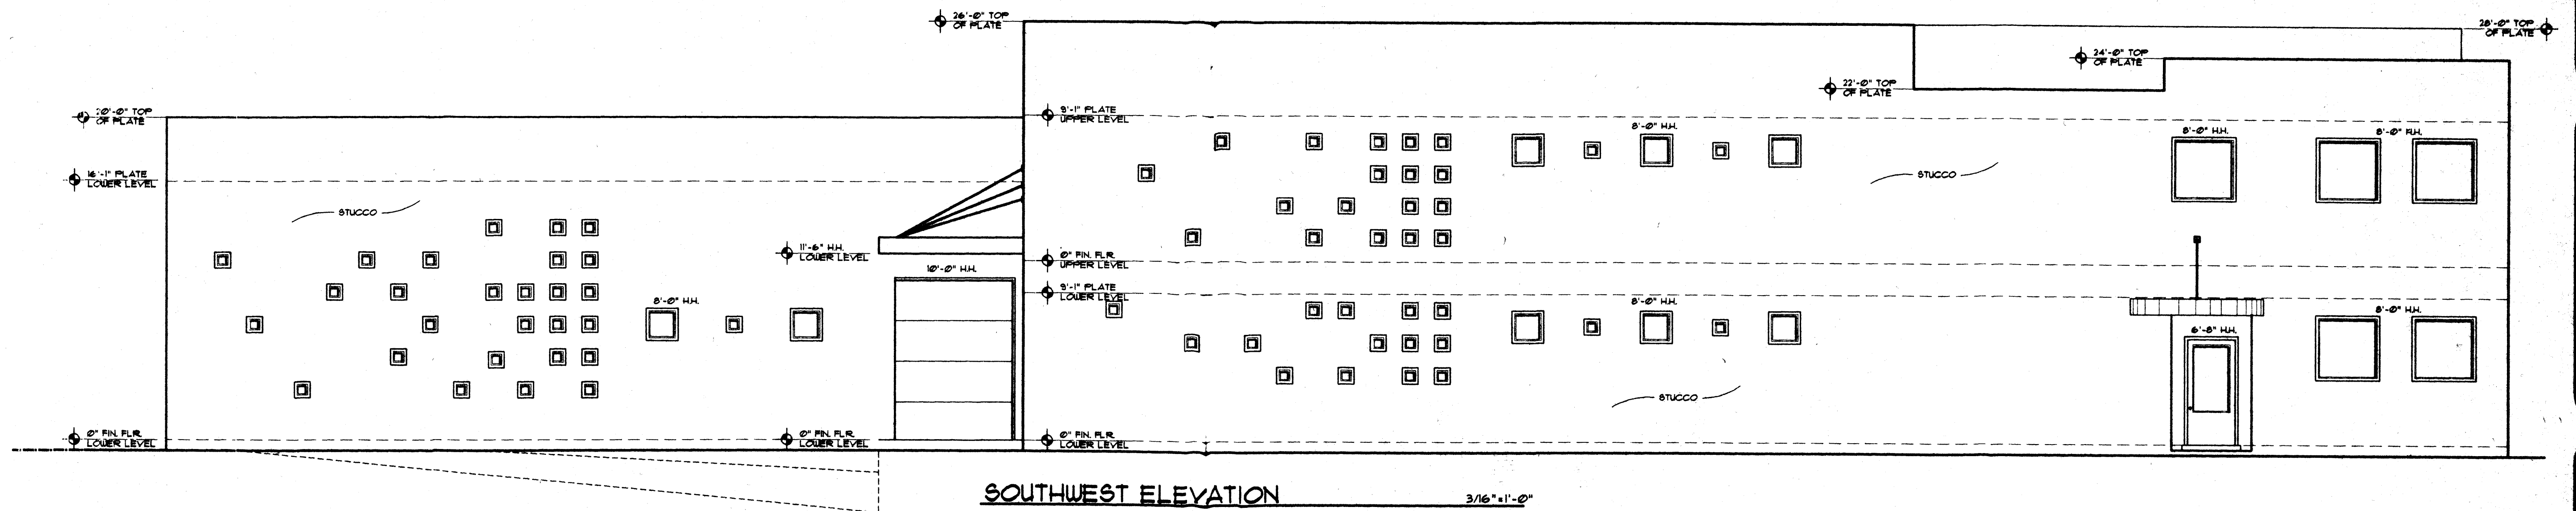 26'-0" TOP
OF PLATE
28'-0" TOP
OF PLATE
24'-0" TOP
OF PLATE
22'-0" TOP
OF PLATE
20'-0" TOP
OF PLATE
9'-1" PLATE
UPPER LEVEL
8'-0" H.H.
8'-0" H.H.
8'-0" H.H.
16'-1" PLATE
LOWER LEVEL
STUCCO
STUCCO
11'-6" H.H.
LOWER LEVEL
0" FIN. FLR.
UPPER LEVEL
10'-0" H.H.
9'-1" PLATE
LOWER LEVEL
8'-0" H.H.
8'-0" H.H.
8'-0" H.H.
6'-8" H.H.
STUCCO
0" FIN. FLR.
LOWER LEVEL
0" FIN. FLR.
LOWER LEVEL
0" FIN. FLR.
LOWER LEVEL
SOUTHWEST ELEVATION
3/16"=1'-0"